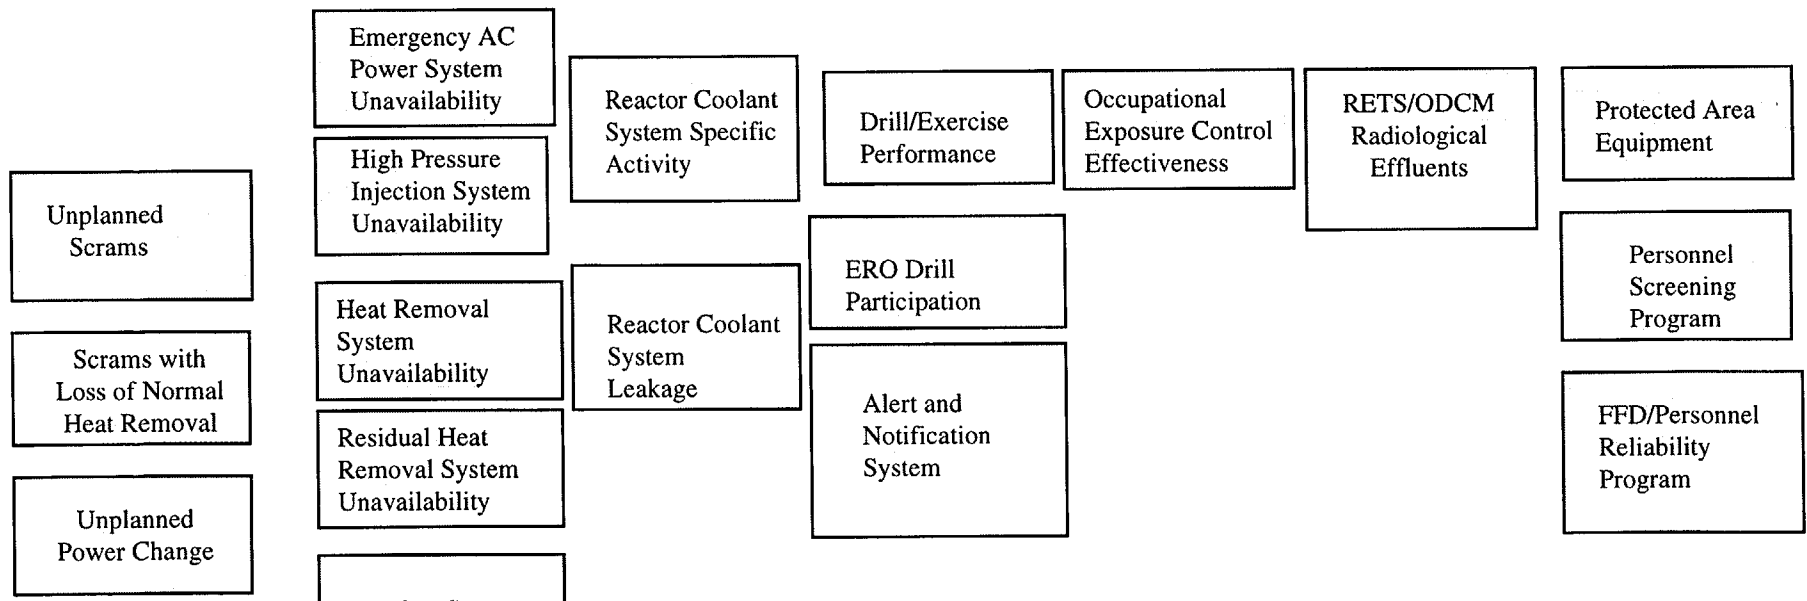 Unplanned
Scrams
Scrams with
Loss of Normal
Heat Removal
Unplanned
Power Change
Emergency AC
Power System
Unavailability
High Pressure
Injection System
Unavailability
Heat Removal
System
Unavailability
Residual Heat
Removal System
Unavailability
Reactor Coolant
System Specific
Activity
Reactor Coolant
System
Leakage
Drill/Exercise
Performance
ERO Drill
Participation
Alert and
Notification
System
Occupational
Exposure Control
Effectiveness
RETS/ODCM
Radiological
Effluents
Protected Area
Equipment
Personnel
Screening
Program
FFD/Personnel
Reliability
Program